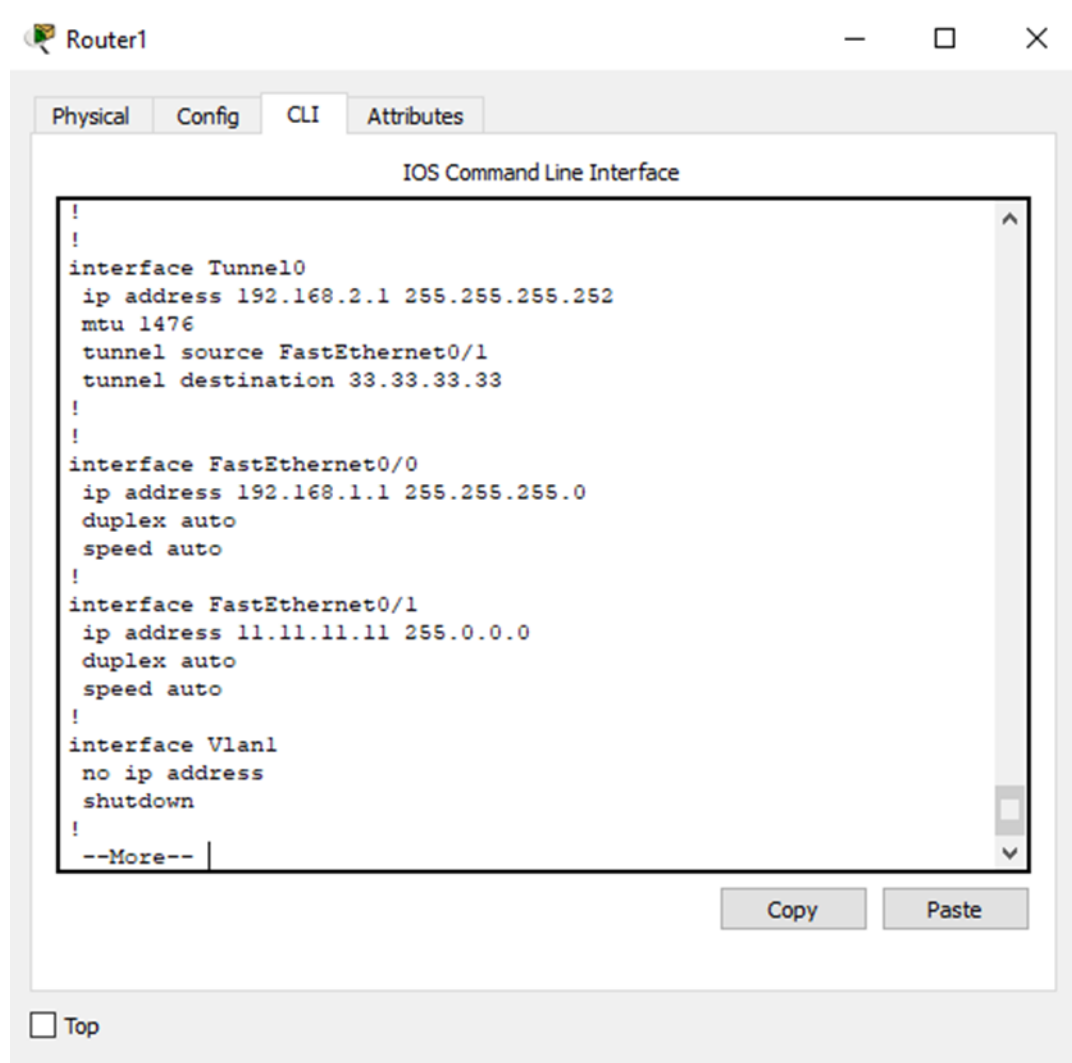 Router1
Physical Config CLI Attributes
IOS Command Line Interface
!
!
interface Tunnel0
ip address 192.168.2.1 255.255.255.252
mtu 1476
tunnel source FastEthernet0/1
tunnel destination 33.33.33.33
!
!
interface FastEthernet0/0
ip address 192.168.1.1 255.255.255.0
duplex auto
speed auto
!
interface FastEthernet0/1
ip address 11.11.11.11 255.0.0.0
duplex auto
speed auto
!
interface Vlan1
no ip address
shutdown
!
--More--
Copy Paste
Top